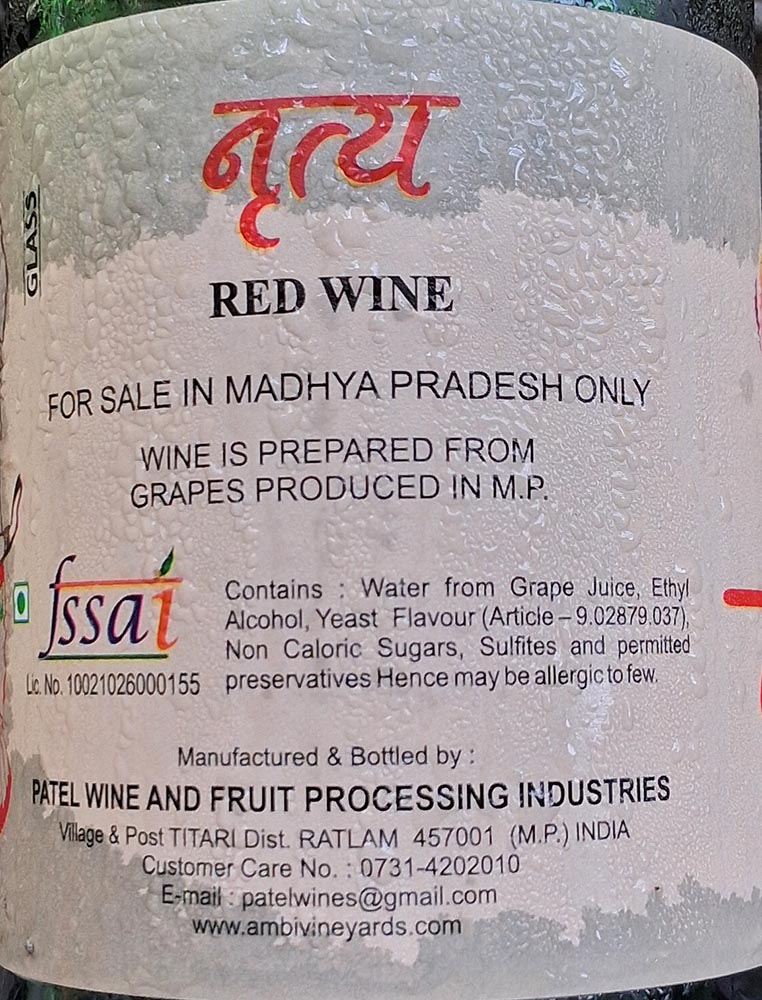 नृत्य
GLASS
RED WINE
FOR SALE IN MADHYA PRADESH ONLY
WINE IS PREPARED FROM
GRAPES PRODUCED IN M.P.
fssai
Lic. No. 10021026000155
Contains : Water from Grape Juice, Ethyl
Alcohol, Yeast Flavour (Article – 9.02879.037),
Non Caloric Sugars, Sulfites and permitted
preservatives Hence may be allergic to few.
Manufactured & Bottled by :
PATEL WINE AND FRUIT PROCESSING INDUSTRIES
Village & Post TITARI Dist. RATLAM 457001 (M.P.) INDIA
Customer Care No. : 0731-4202010
E-mail : patelwines@gmail.com
www.ambivineyards.com